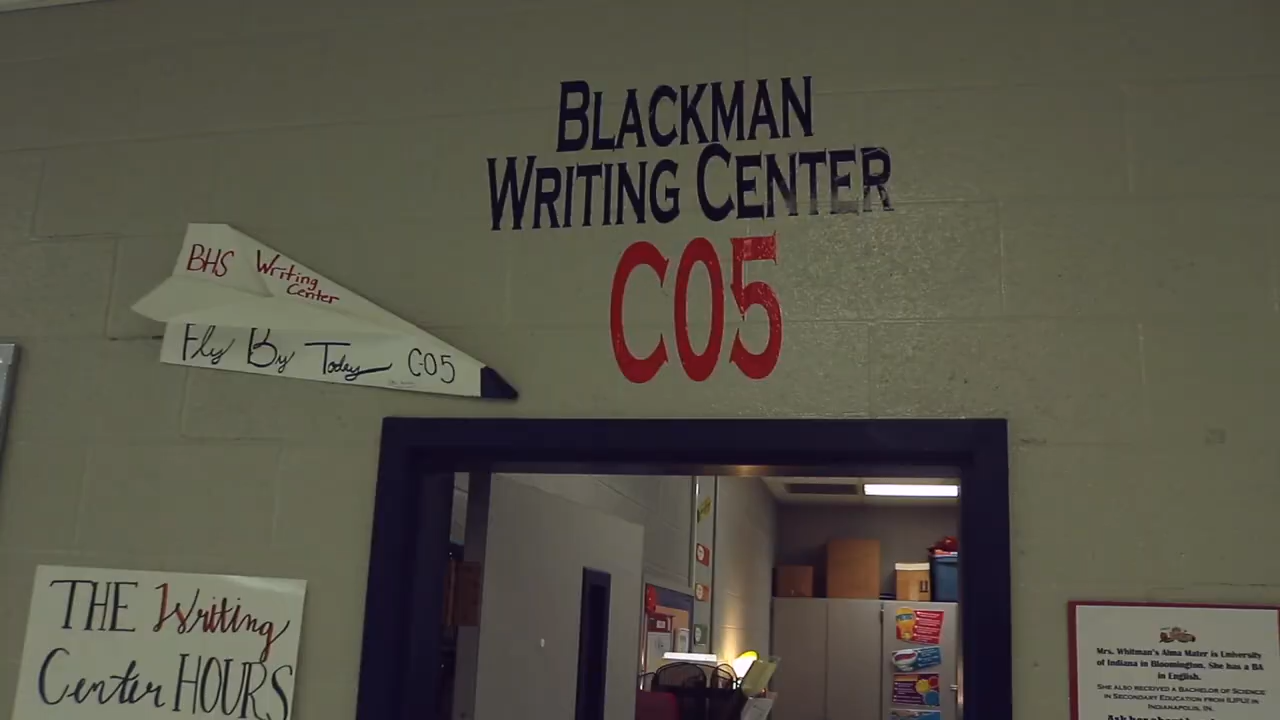 BLACKMAN
WRITING CENTER
C05
BHS Writing
Center
Fly By Today C05
THE Writing
Center HOURS
Mrs. Whitman's Alma Mater is University
of Indiana in Bloomington. She has a BA
in English.
SHE ALSO RECEIVED A BACHELOR OF SCIENCE
IN SECONDARY EDUCATION FROM IUPUI IN
INDIANAPOLIS, IN.